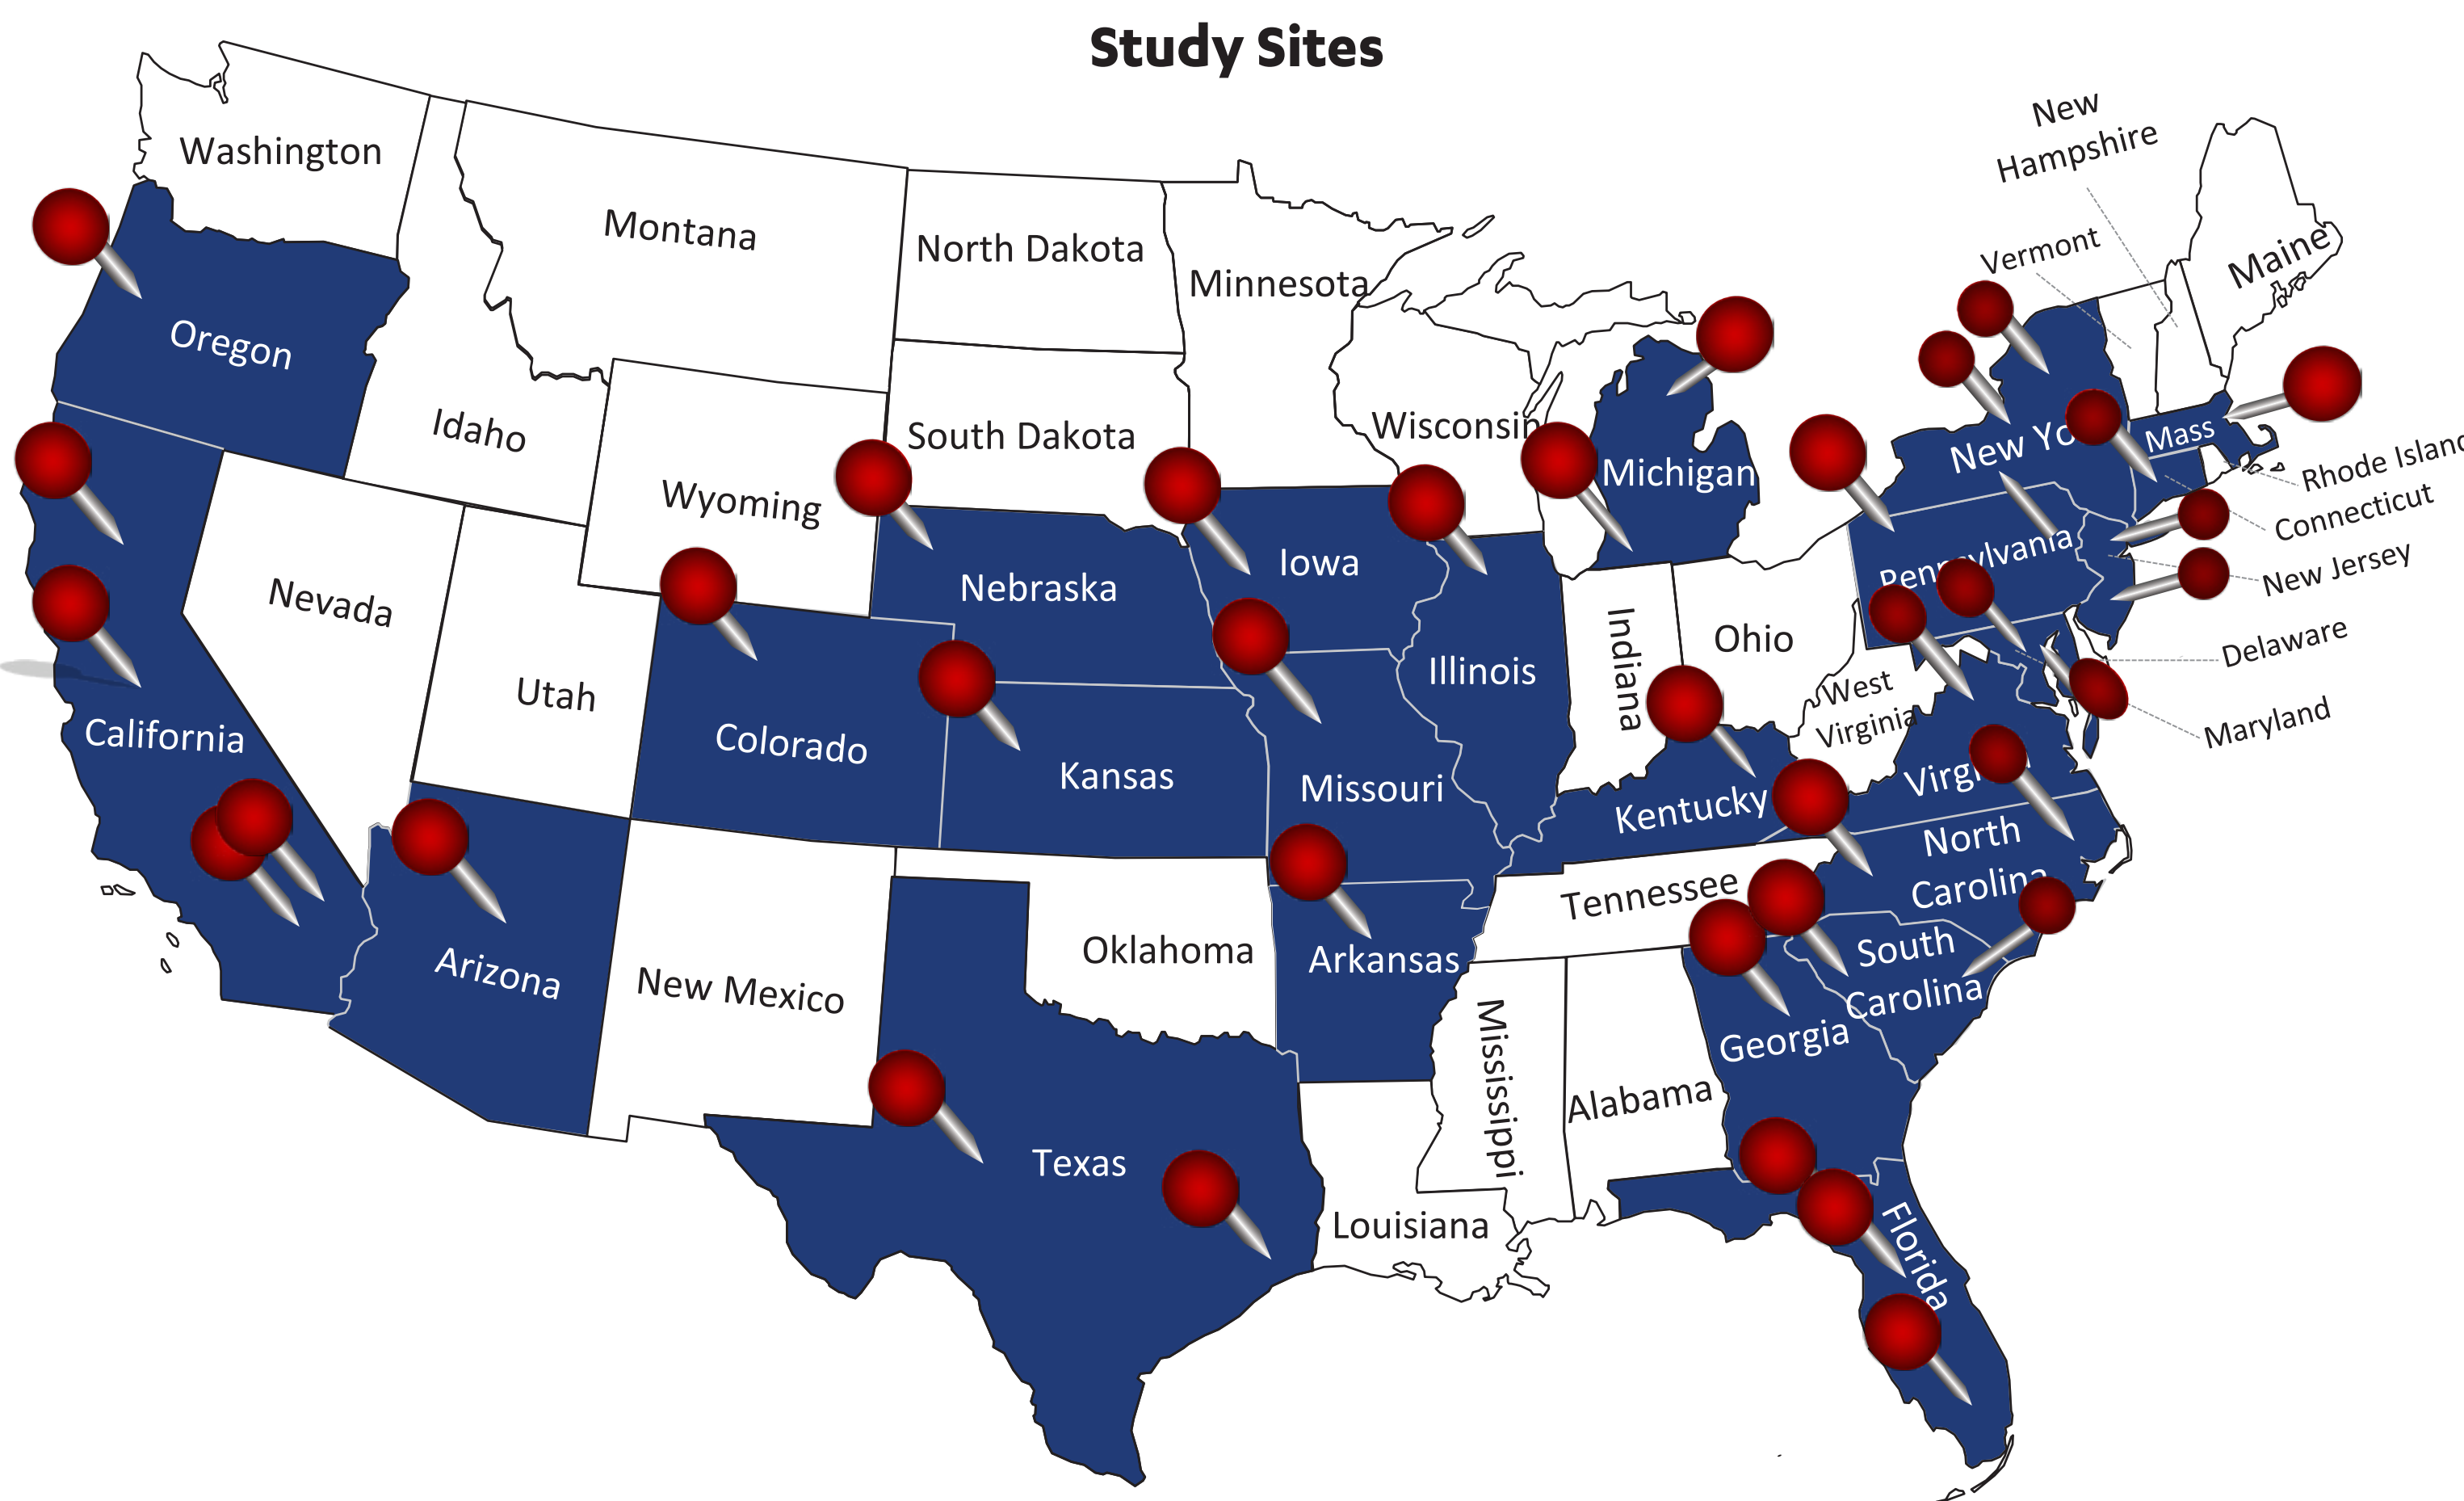 Study Sites
New
Hampshire
Washington
Vermont
Maine
Montana
North Dakota
Minnesota
Oregon
Idaho
South Dakota
Wisconsin
Michigan
New Yo
Mass
Rhode Island
Connecticut
Wyoming
Nevada
Nebraska
Iowa
Pennsylvania
New Jersey
Utah
Illinois
Indiana
Ohio
Delaware
West
Virginia
Maryland
California
Colorado
Kansas
Missouri
Kentucky
Virg
North
Carolina
Tennessee
Arizona
New Mexico
Oklahoma
Arkansas
South
Carolina
Mississippi
Alabama
Georgia
Texas
Louisiana
Florida